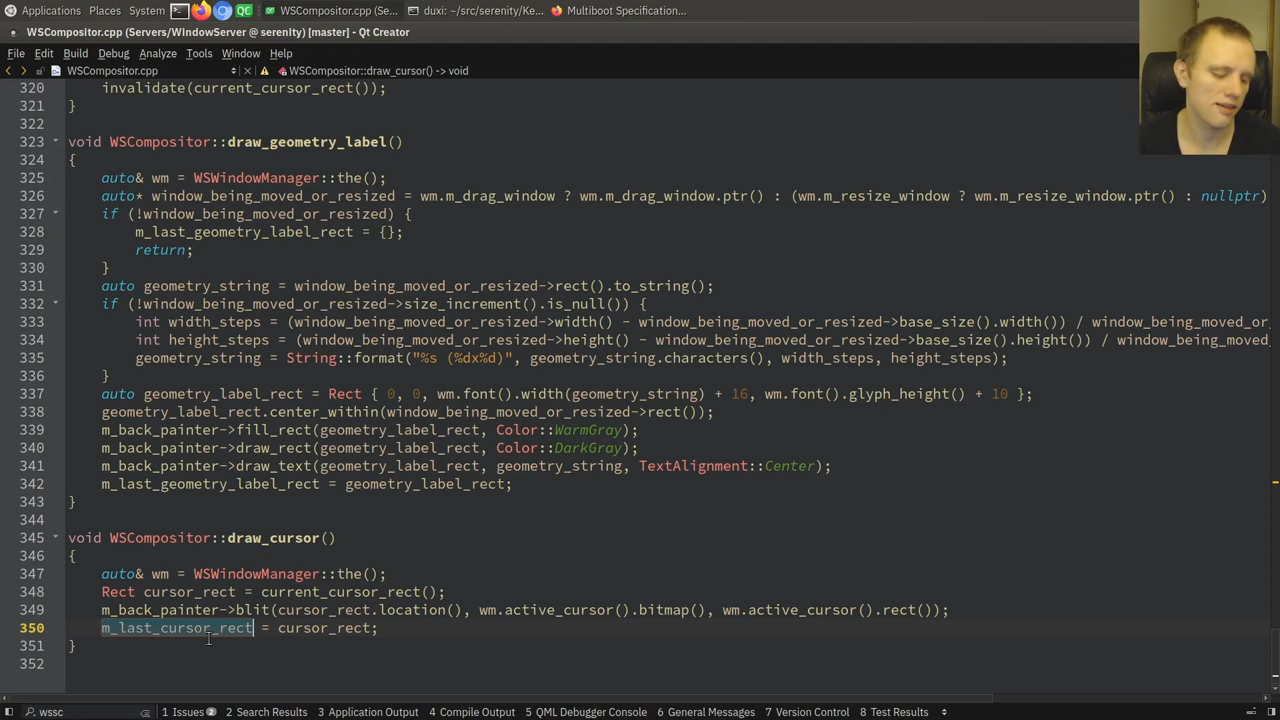 Applications Places System WSCompositor.cpp (Se... duxi: ~/src/serenity/Ke... Multiboot Specification...
WSCompositor.cpp (Servers/WindowServer @ serenity) [master] - Qt Creator
File Edit Build Debug Analyze Tools Window Help
WSCompositor.cpp WSCompositor::draw_cursor() -> void
320 invalidate(current_cursor_rect());
321 }
322
323 void WSCompositor::draw_geometry_label()
324 {
325 auto& wm = WSWindowManager::the();
326 auto* window_being_moved_or_resized = wm.m_drag_window ? wm.m_drag_window.ptr() : (wm.m_resize_window ? wm.m_resize_window.ptr() : nullptr)
327 if (!window_being_moved_or_resized) {
328 m_last_geometry_label_rect = {};
329 return;
330 }
331 auto geometry_string = window_being_moved_or_resized->rect().to_string();
332 if (!window_being_moved_or_resized->size_increment().is_null()) {
333 int width_steps = (window_being_moved_or_resized->width() - window_being_moved_or_resized->base_size().width()) / window_being_moved_or
334 int height_steps = (window_being_moved_or_resized->height() - window_being_moved_or_resized->base_size().height()) / window_being_moved_
335 geometry_string = String::format("%s (%dx%d)", geometry_string.characters(), width_steps, height_steps);
336 }
337 auto geometry_label_rect = Rect { 0, 0, wm.font().width(geometry_string) + 16, wm.font().glyph_height() + 10 };
338 geometry_label_rect.center_within(window_being_moved_or_resized->rect());
339 m_back_painter->fill_rect(geometry_label_rect, Color::WarmGray);
340 m_back_painter->draw_rect(geometry_label_rect, Color::DarkGray);
341 m_back_painter->draw_text(geometry_label_rect, geometry_string, TextAlignment::Center);
342 m_last_geometry_label_rect = geometry_label_rect;
343 }
344
345 void WSCompositor::draw_cursor()
346 {
347 auto& wm = WSWindowManager::the();
348 Rect cursor_rect = current_cursor_rect();
349 m_back_painter->blit(cursor_rect.location(), wm.active_cursor().bitmap(), wm.active_cursor().rect());
350 m_last_cursor_rect = cursor_rect;
351 }
352
wssc 1 Issues 2 2 Search Results 3 Application Output 4 Compile Output 5 QML Debugger Console 6 General Messages 7 Version Control 8 Test Results